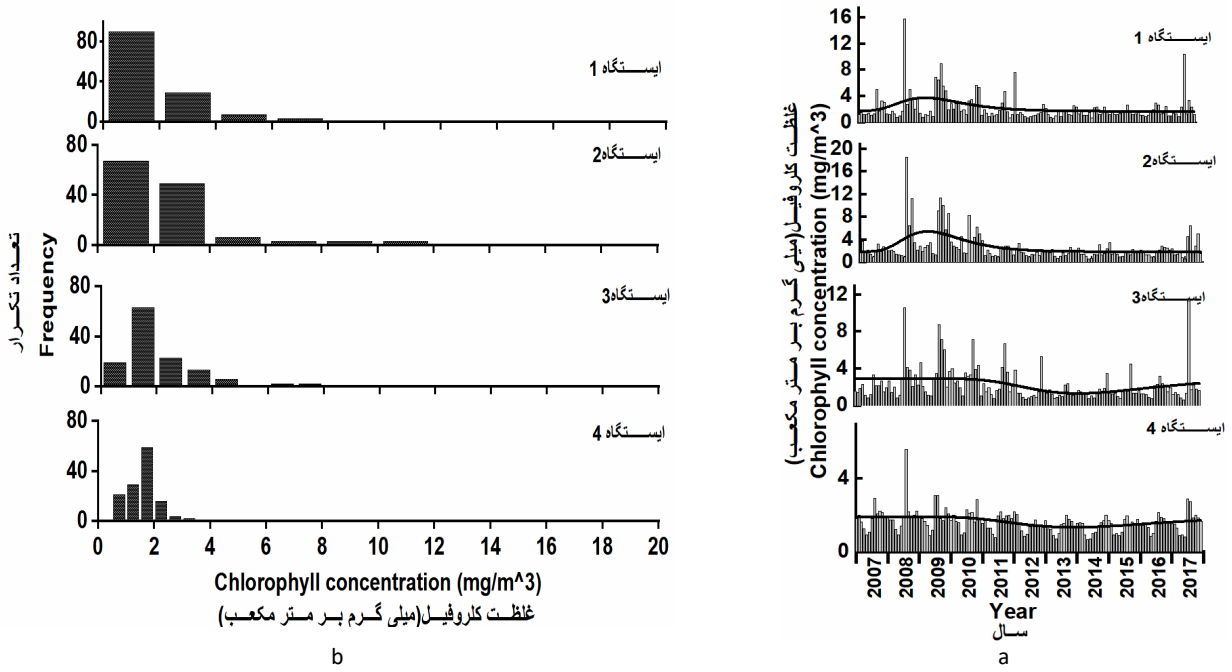 80
40
0
ایستگاه 1
80
40
0
ایستگاه2
80
40
0
ایستگاه3
80
40
0
ایستگاه 4
0 2 4 6 8 10 12 14 16 18 20
تعداد تکرار
Frequency
Chlorophyll concentration (mg/m^3)
غلظت کلروفیل(میلی گرم بر متر مکعب)
b
16
12
8
4
0
ایستگاه 1
20
16
12
8
4
0
ایستگاه2
12
8
4
0
ایستگاه3
4
0
ایستگاه 4
غلظت کلروفیل(میلی گرم بر متر مکعب)
Chlorophyll concentration (mg/m^3)
2007 2008 2009 2010 2011 2012 2013 2014 2015 2016 2017
Year
سال
a